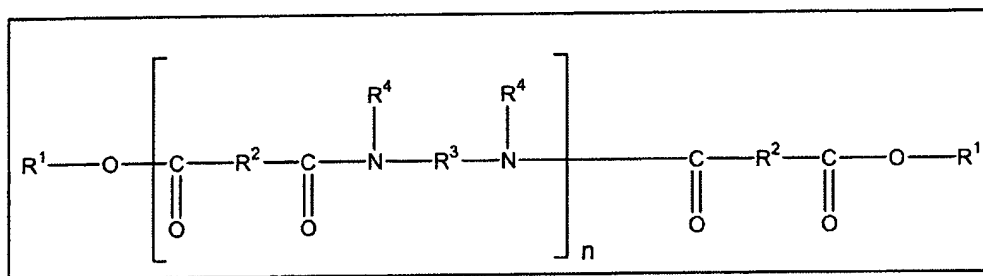 R⁴ R⁴
R¹ O C R² C N R³ N C R² C O R¹
O O O O
n